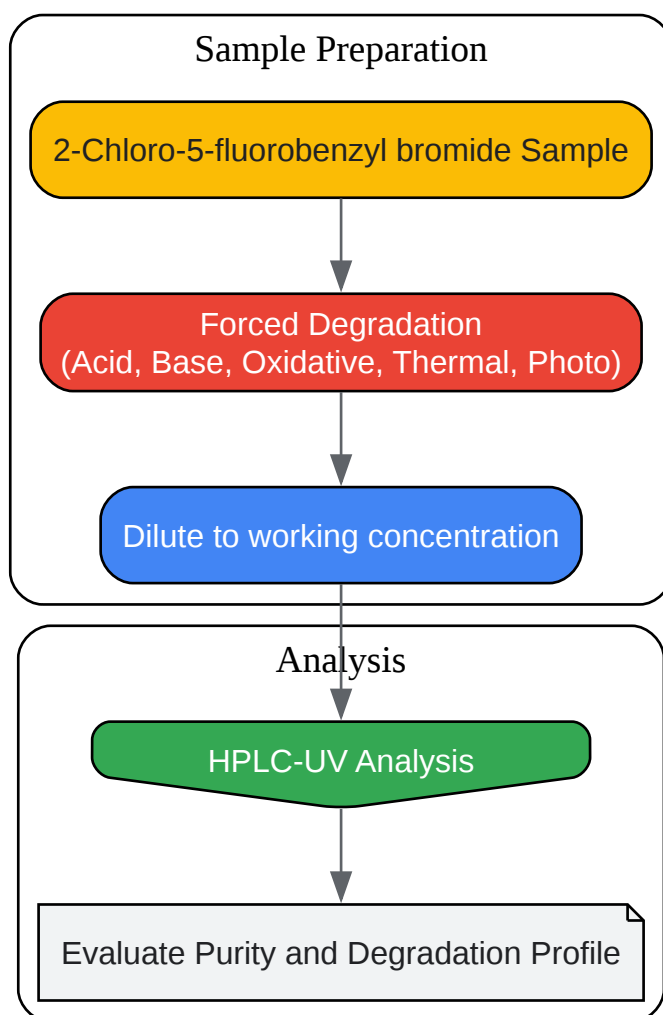 Sample Preparation
2-Chloro-5-fluorobenzyl bromide Sample
Forced Degradation
(Acid, Base, Oxidative, Thermal, Photo)
Dilute to working concentration
Analysis
HPLC-UV Analysis
Evaluate Purity and Degradation Profile